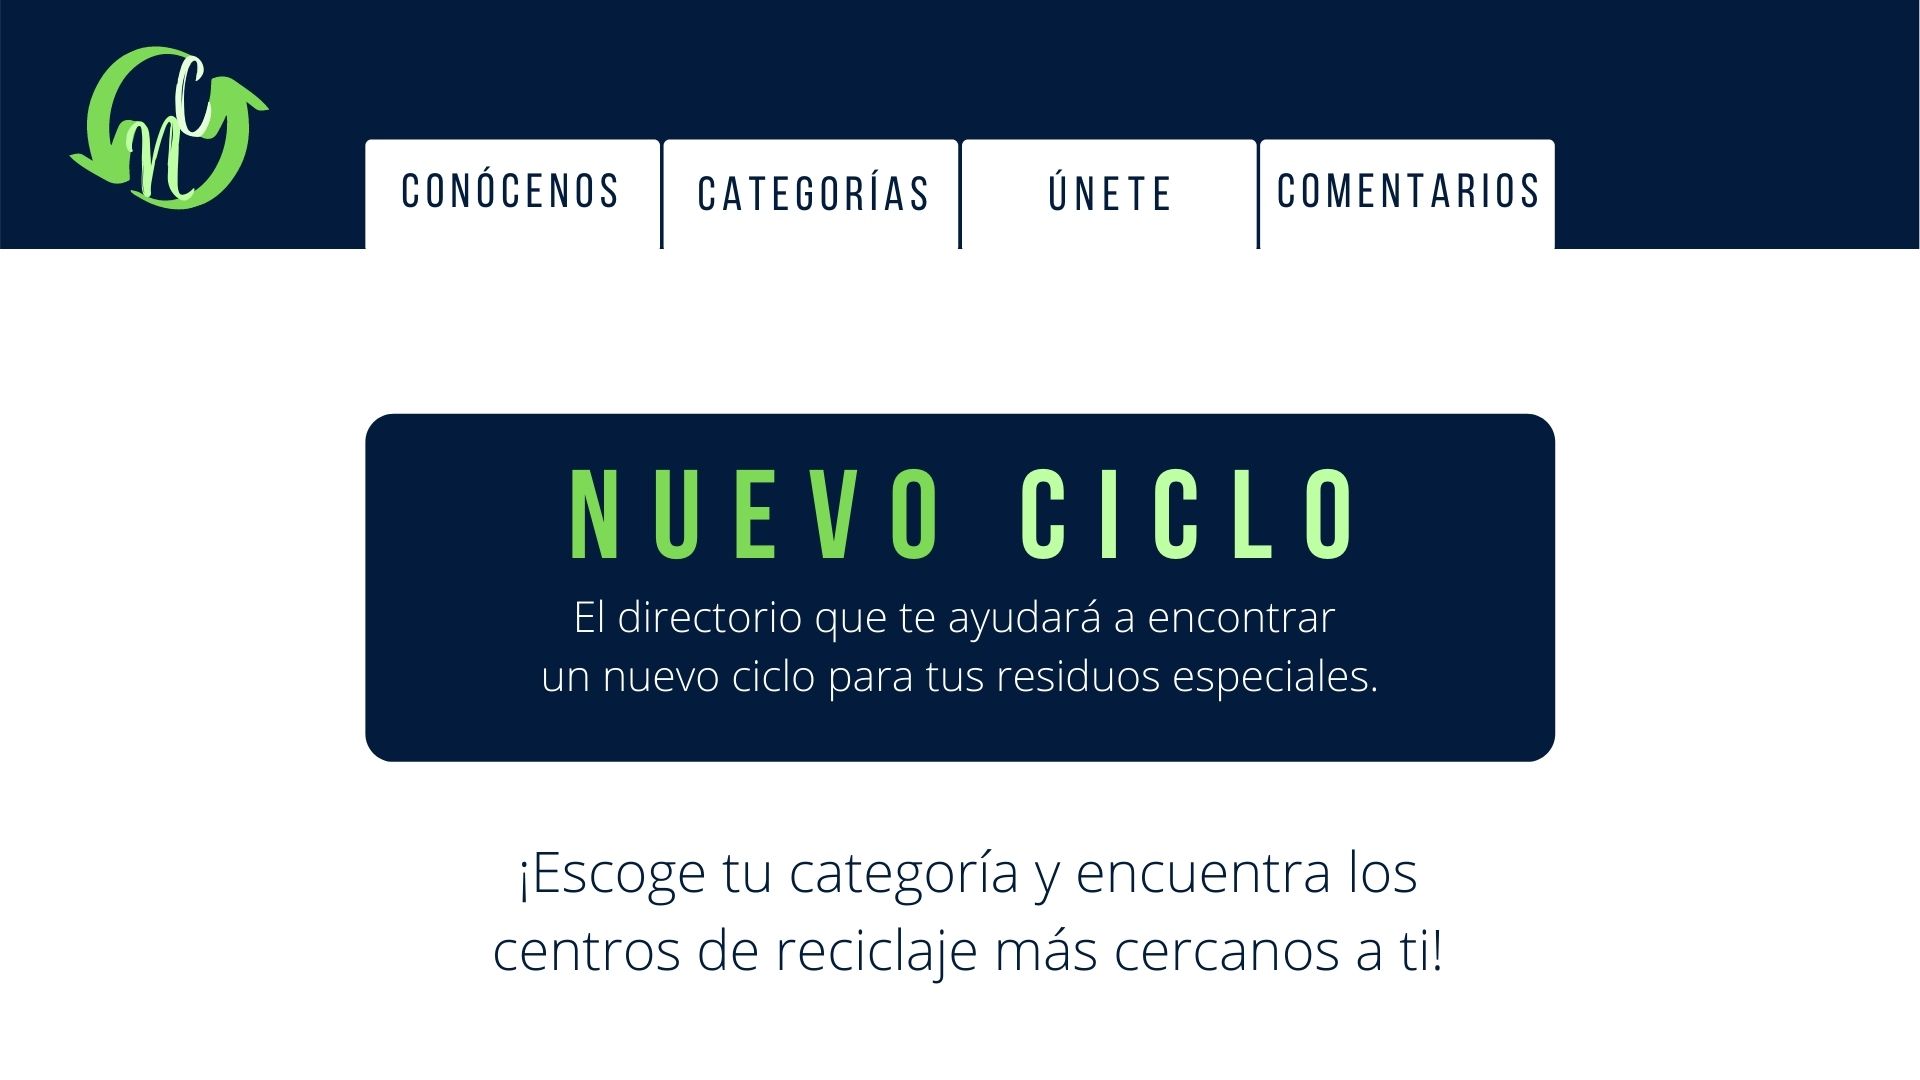 NC
CONÓCENOS
CATEGORÍAS
ÚNETE
COMENTARIOS
NUEVO CICLO
El directorio que te ayudará a encontrar
un nuevo ciclo para tus residuos especiales.
¡Escoge tu categoría y encuentra los
centros de reciclaje más cercanos a ti!